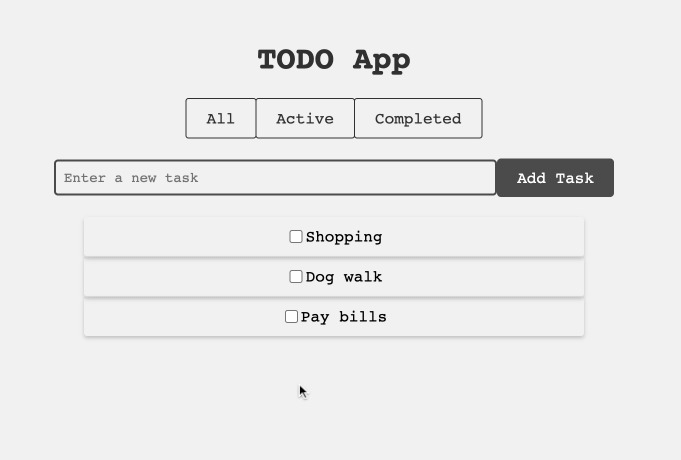 TODO App
All Active Completed
Enter a new task Add Task
Shopping
Dog walk
Pay bills